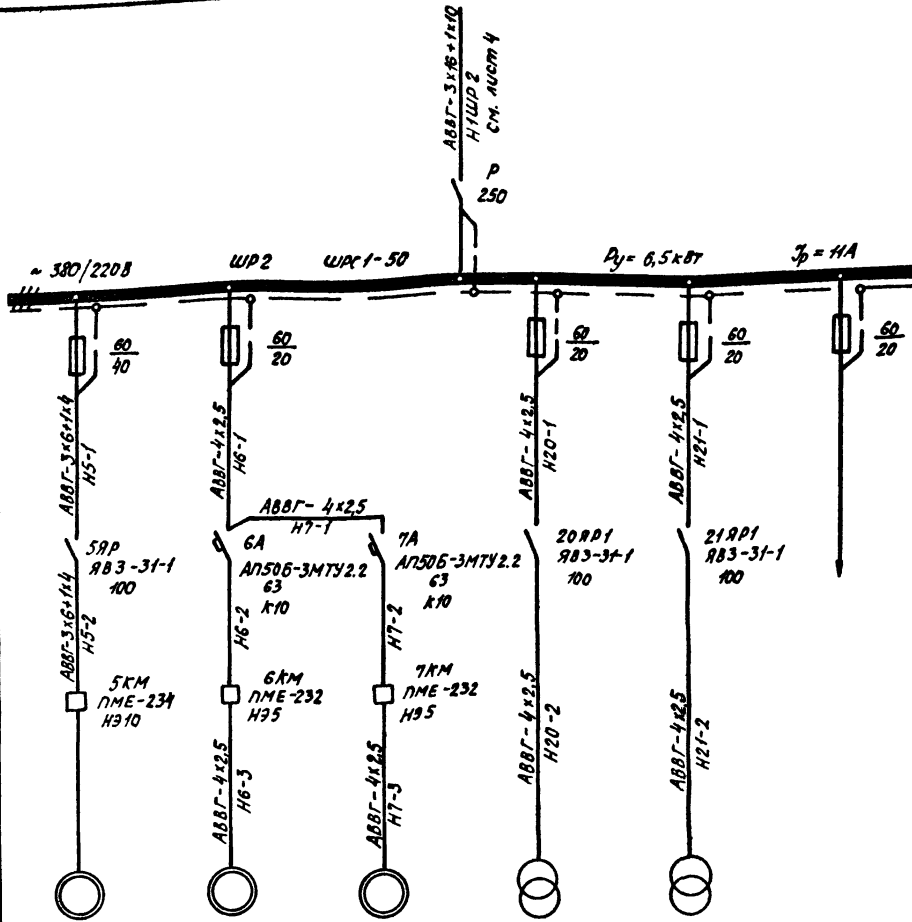 АВВГ-3х16+1х10
Н1ШР2
см. лист 4
Р
250
~ 380/220В
ШР2
ШРС1-50
Ру= 6,5 кВт
Jр = 11А
60
40
60
20
60
20
60
20
60
20
АВВГ-3х6+1х4
Н5-1
АВВГ-4х2,5
Н6-1
АВВГ-4х2,5
Н20-1
АВВГ-4х2,5
Н21-1
АВВГ- 4х2,5
Н7-1
5ЯР
ЯВЗ-31-1
100
6А
АП50Б-3МТУ2.2
63
к10
7А
АП50Б-3МТУ2.2
63
к10
20ЯР1
ЯВЗ-31-1
100
21ЯР1
ЯВЗ-31-1
100
АВВГ-3х6+1х4
Н5-2
Н6-2
Н7-2
5КМ
ПМЕ-234
НЭ10
6КМ
ПМЕ-232
НЭ5
7КМ
ПМЕ-232
НЭ5
АВВГ-4х2,5
Н6-3
АВВГ-4х2,5
Н7-3
АВВГ-4х2,5
Н20-2
АВВГ-4х2,5
Н21-2